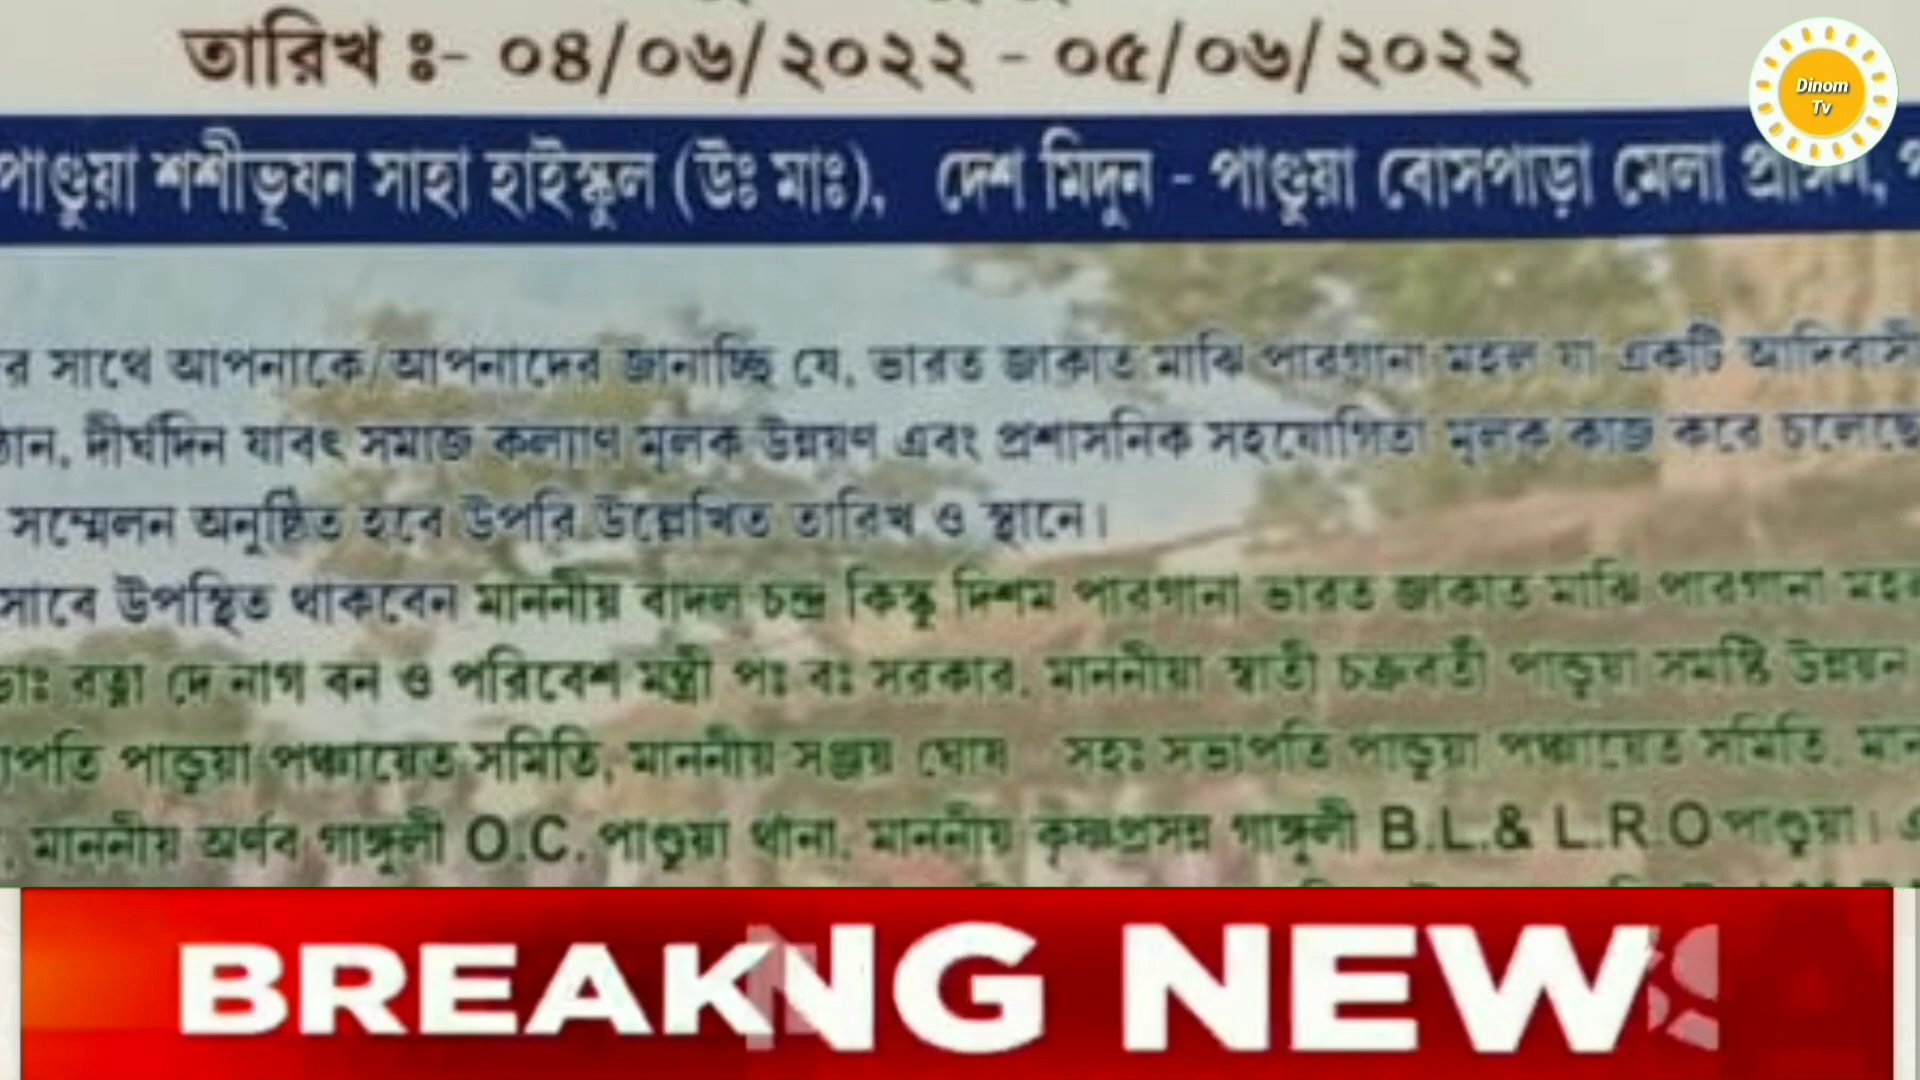 তারিখ ঃ- ০৪/০৬/২০২২ - ০৫/০৬/২০২২
Dinom
Tv
পাণ্ডুয়া শশীভূষন সাহা হাইস্কুল (উঃ মাঃ), দেশ মিদুন - পাণ্ডুয়া বোসপাড়া মেলা প্রাঙ্গন,
র সাথে আপনাকে/আপনাদের জানাচ্ছি যে, ভারত জাকাত মাঝি পারগানা মহল যা একটি আদিবাসী
দীর্ঘদিন যাবৎ সমাজ কল্যাণ মূলক উন্নয়ণ এবং প্রশাসনিক সহযোগিতা মূলক কাজ করে চলেছে
সম্মেলন অনুষ্ঠিত হবে উপরি উল্লেখিত তারিখ ও স্থানে।
সাবে উপস্থিত থাকবেন মাননীয় বাদল চন্দ্র কিস্কু দিশম পারগানা ভারত জাকাত মাঝি পারগানা মহল
ডাঃ রত্না দে নাগ বন ও পরিবেশ মন্ত্রী পঃ বঃ সরকার, মাননীয়া স্বাতী চক্রবর্তী পান্ডুয়া সমষ্টি উন্নয়ন
পতি পান্ডুয়া পঞ্চায়েত সমিতি, মাননীয় সঞ্জয় ঘোষ সহঃ সভাপতি পান্ডুয়া পঞ্চায়েত সমিতি,
, মাননীয় অর্ণব গাঙ্গুলী O.C. পাণ্ডুয়া থানা, মাননীয় কৃষ্ণপ্রসন্ন গাঙ্গুলী B.L.& L.R.O পাণ্ডুয়া।
BREAKNG NEWS